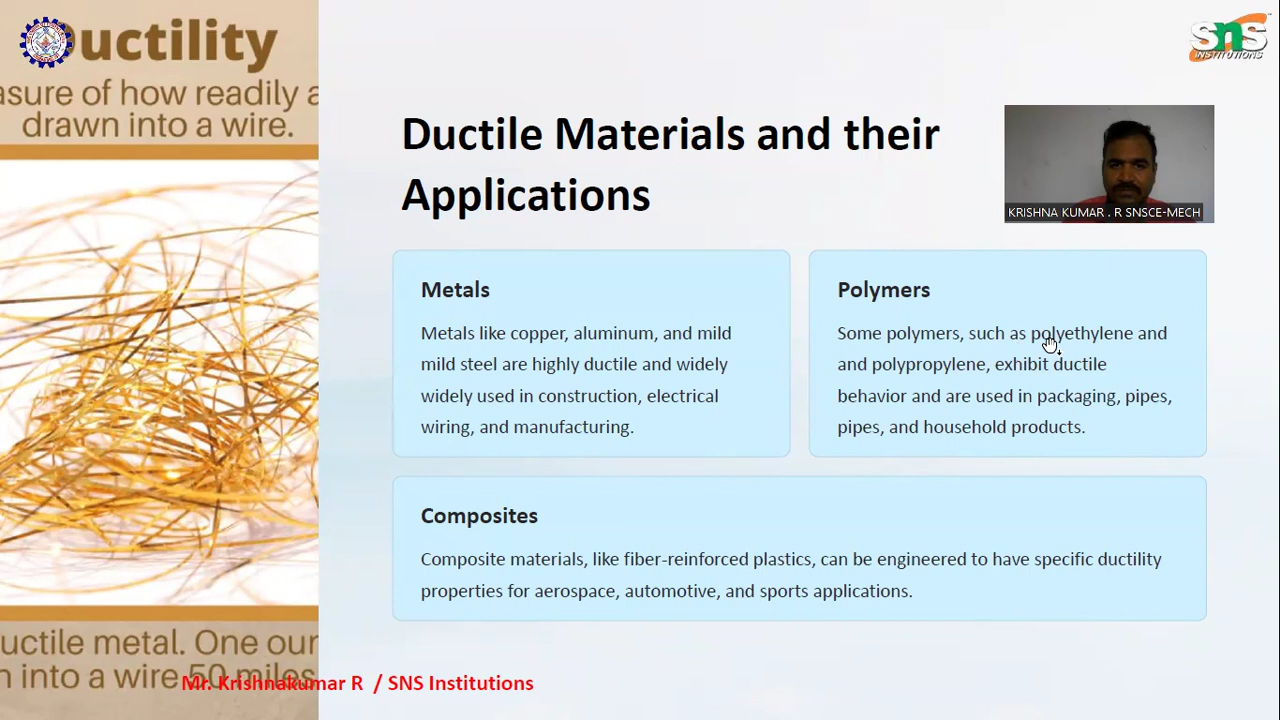 uctility
asure of how readily a
drawn into a wire.
uctile metal. One our
n into a wire 50 miles
SnS
INSTITUTIONS
Ductile Materials and their
Applications
KRISHNA KUMAR . R SNSCE-MECH
Metals
Metals like copper, aluminum, and mild
mild steel are highly ductile and widely
widely used in construction, electrical
wiring, and manufacturing.
Polymers
Some polymers, such as polyethylene and
and polypropylene, exhibit ductile
behavior and are used in packaging, pipes,
pipes, and household products.
Composites
Composite materials, like fiber-reinforced plastics, can be engineered to have specific ductility
properties for aerospace, automotive, and sports applications.
Mr. Krishnakumar R / SNS Institutions